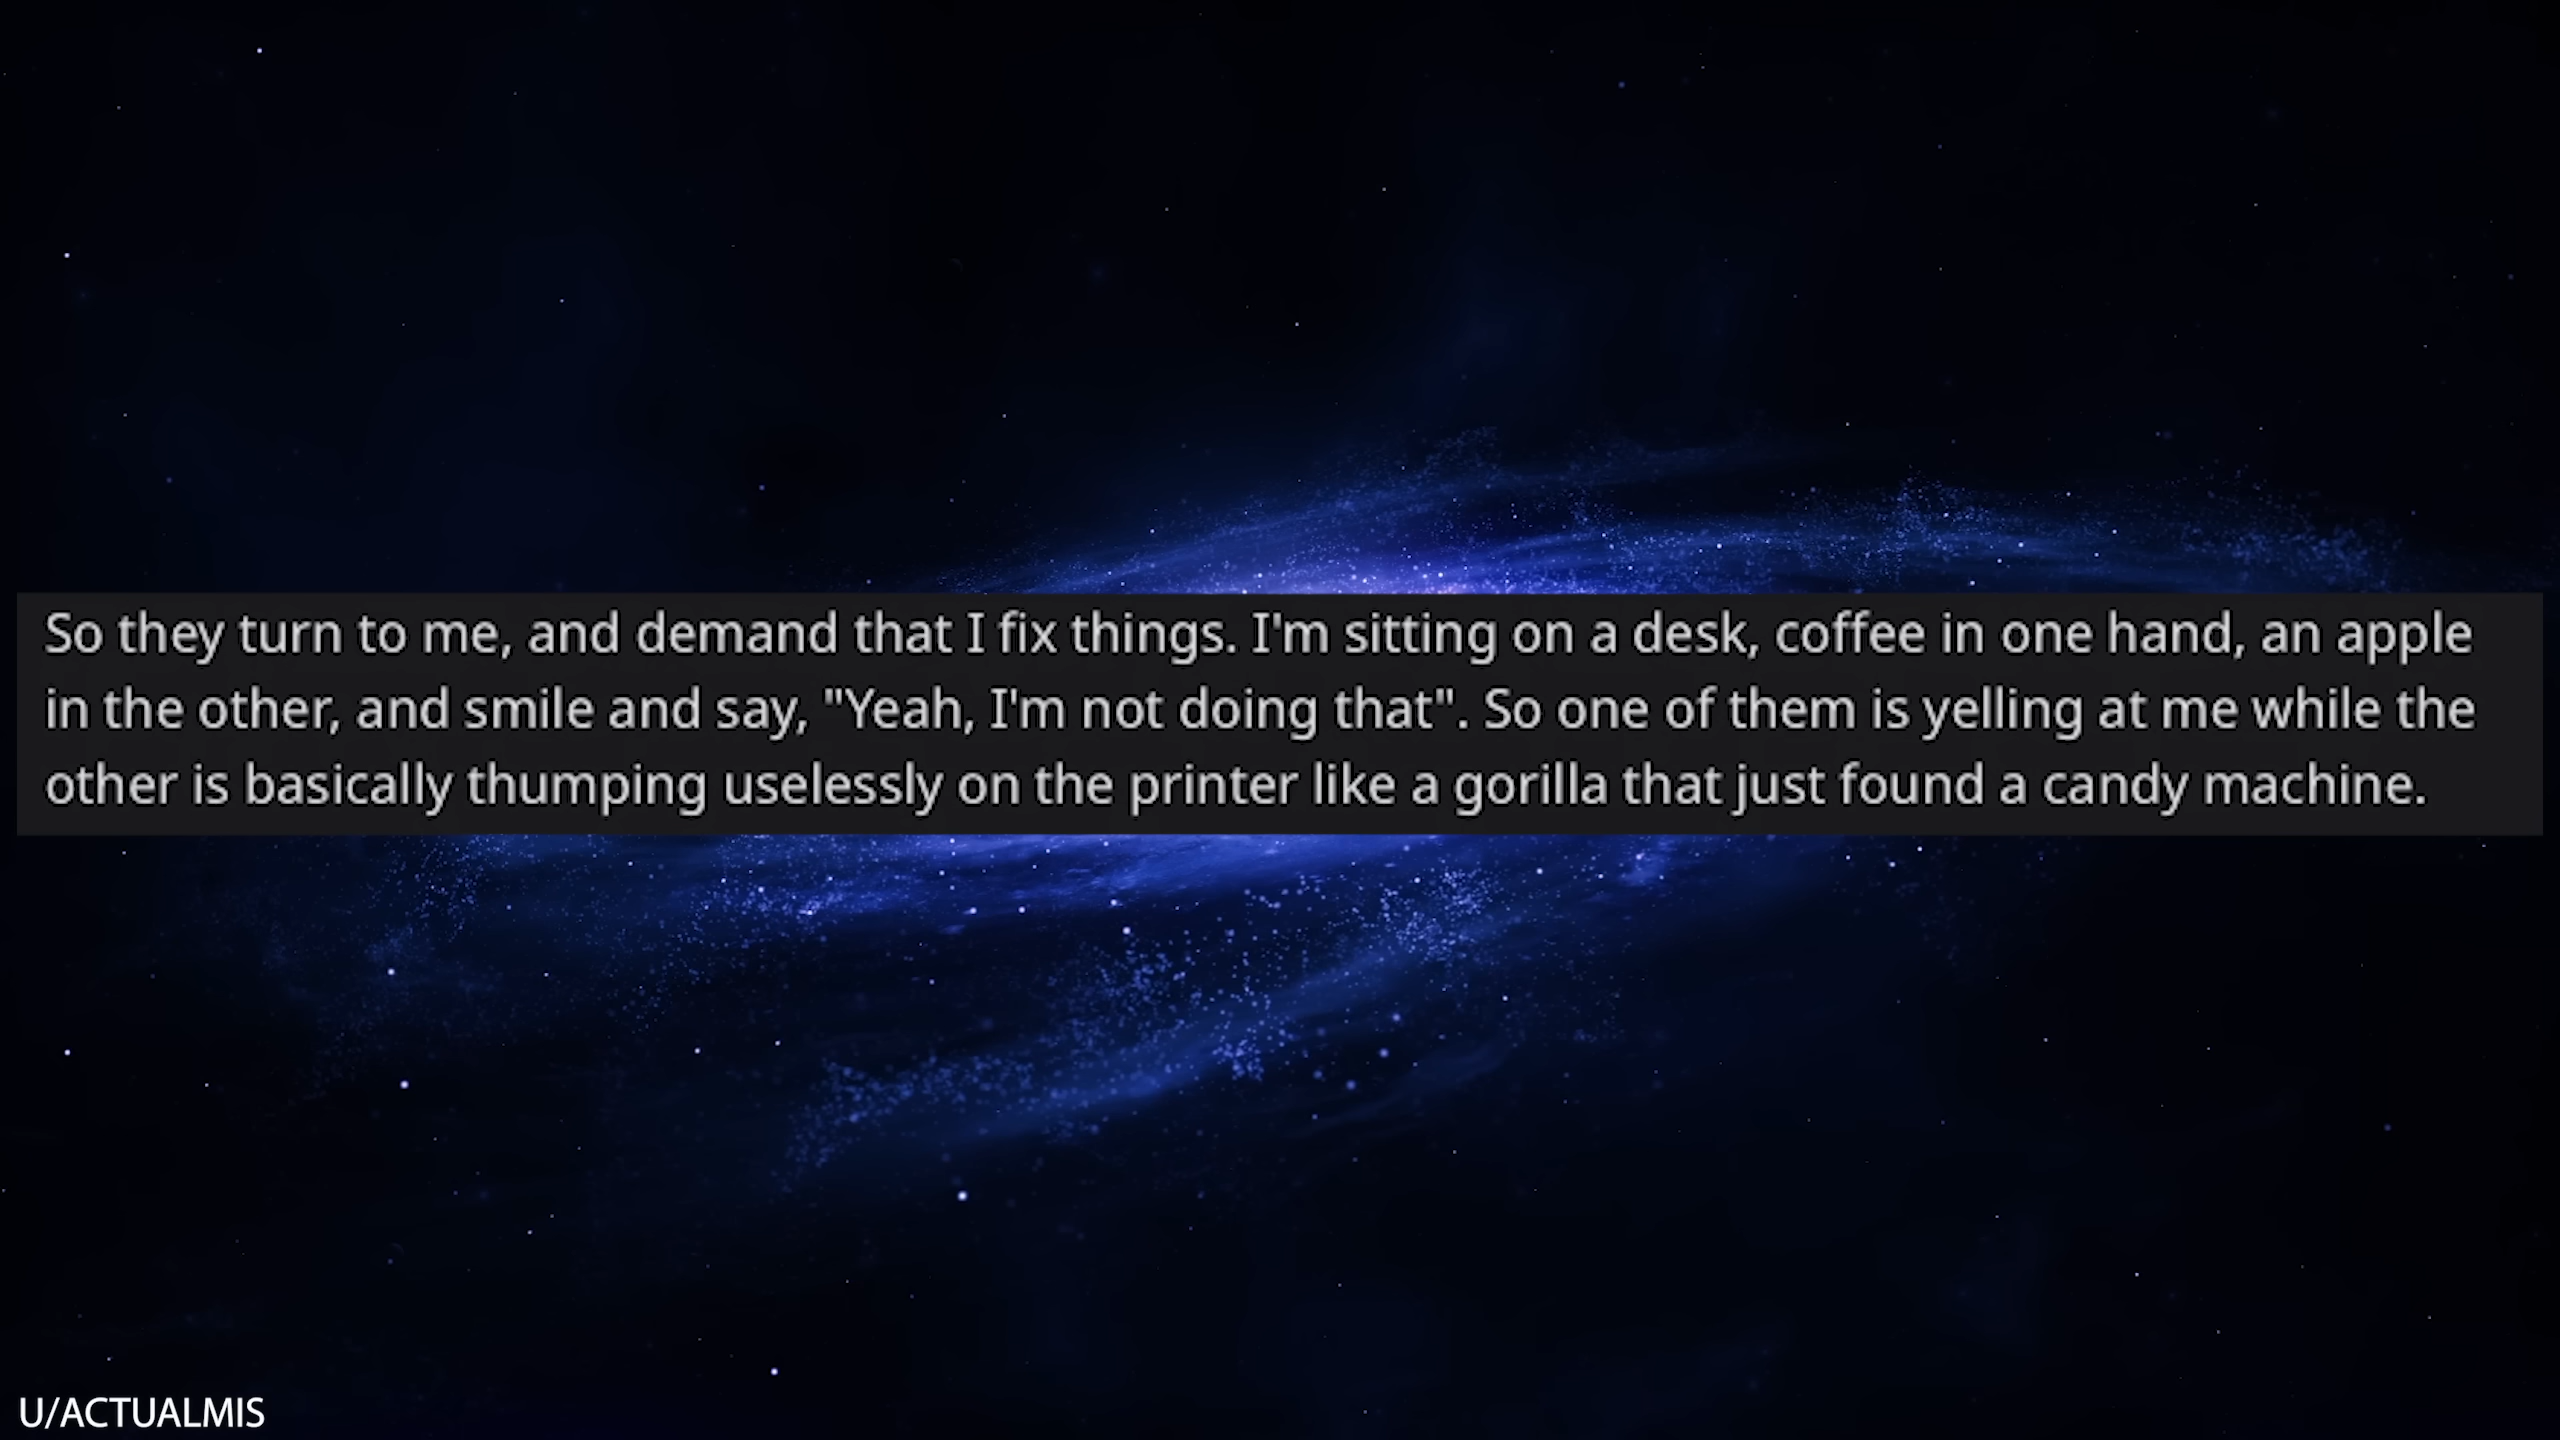 So they turn to me, and demand that I fix things. I'm sitting on a desk, coffee in one hand, an apple
in the other, and smile and say, "Yeah, I'm not doing that". So one of them is yelling at me while the
other is basically thumping uselessly on the printer like a gorilla that just found a candy machine.
U/ACTUALMIS